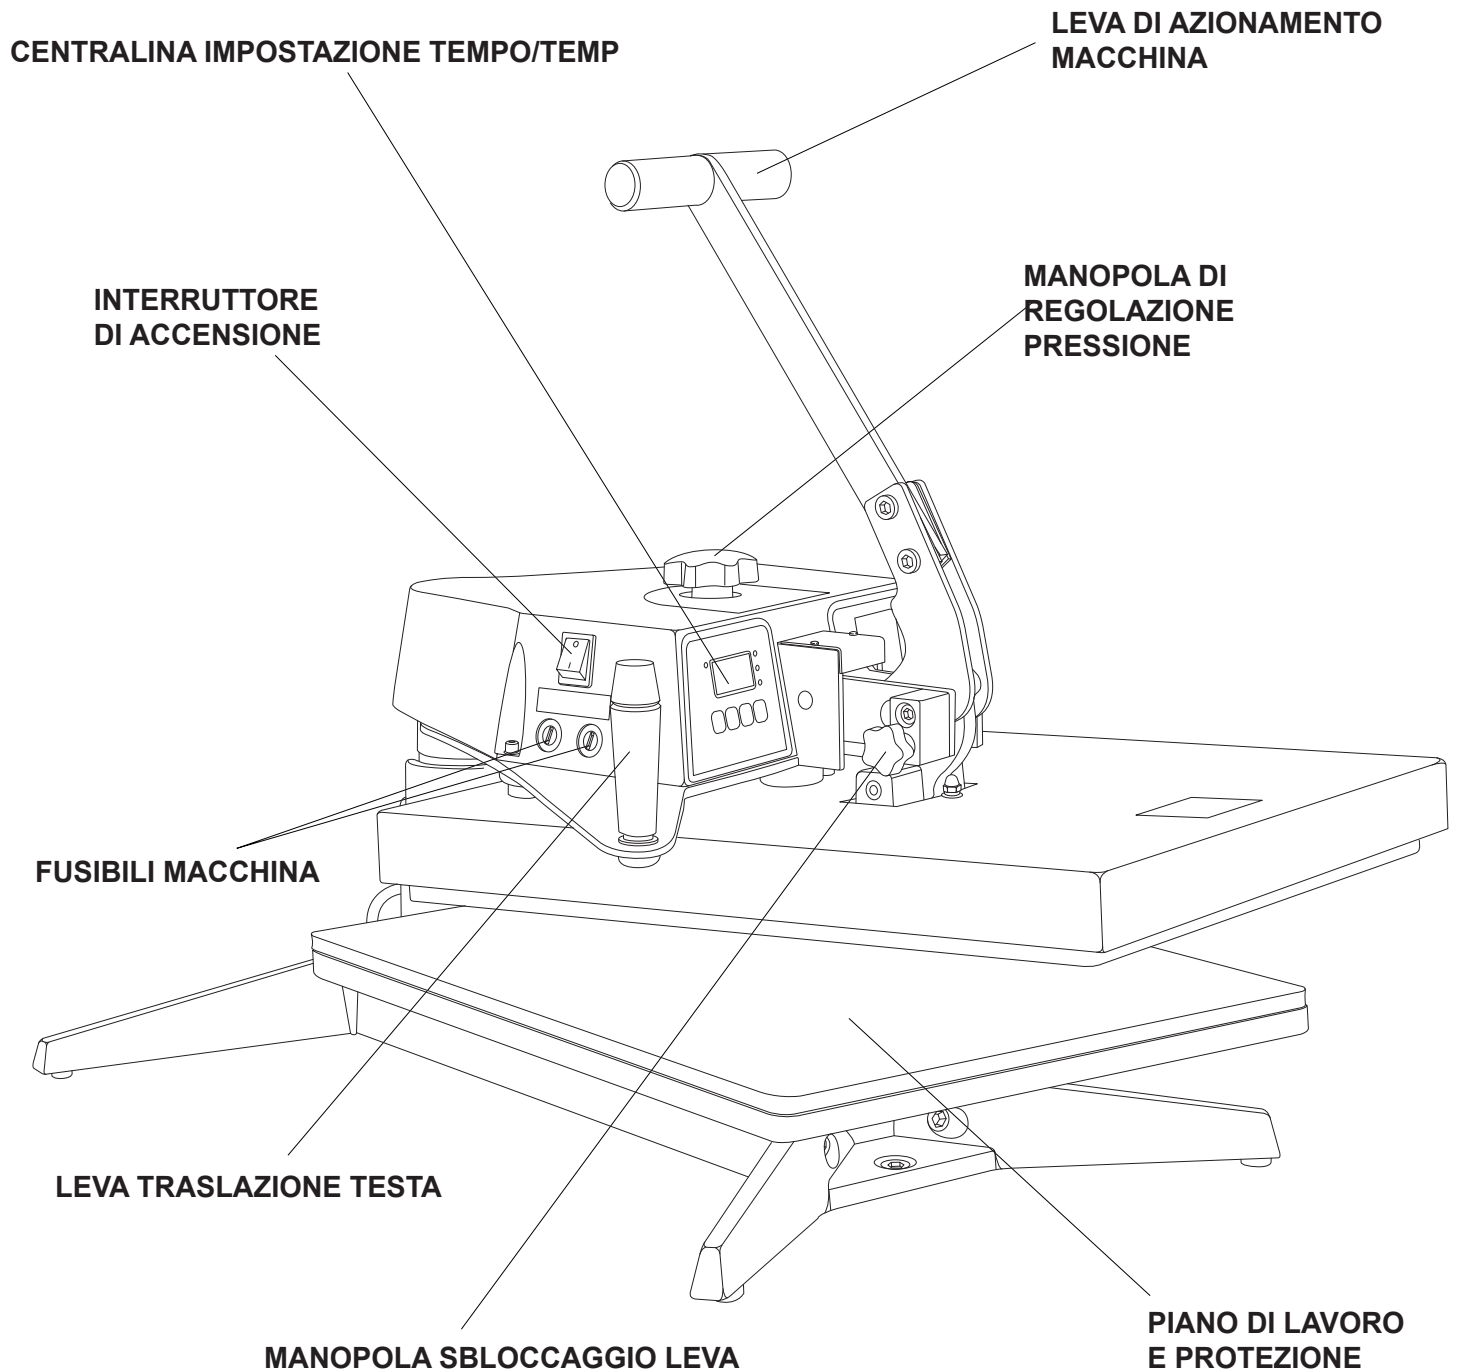 CENTRALINA IMPOSTAZIONE TEMPO/TEMP
LEVA DI AZIONAMENTO
MACCHINA
INTERRUTTORE
DI ACCENSIONE
MANOPOLA DI
REGOLAZIONE
PRESSIONE
FUSIBILI MACCHINA
LEVA TRASLAZIONE TESTA
MANOPOLA SBLOCCAGGIO LEVA
PIANO DI LAVORO
E PROTEZIONE